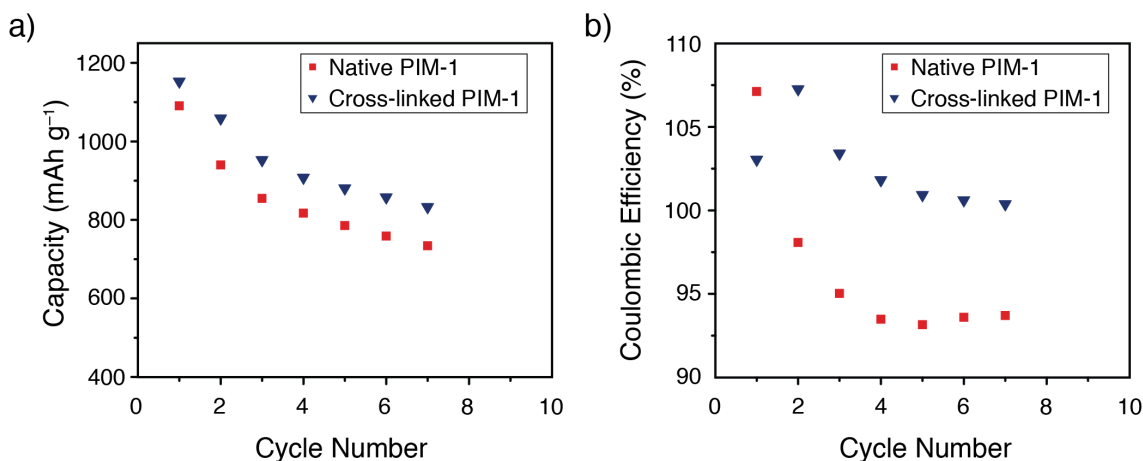 a)
Capacity (mAh g⁻¹)
1200
1000
800
600
400
Native PIM-1
Cross-linked PIM-1
0 2 4 6 8 10
Cycle Number
b)
Coulombic Efficiency (%)
110
105
100
95
90
Native PIM-1
Cross-linked PIM-1
0 2 4 6 8 10
Cycle Number